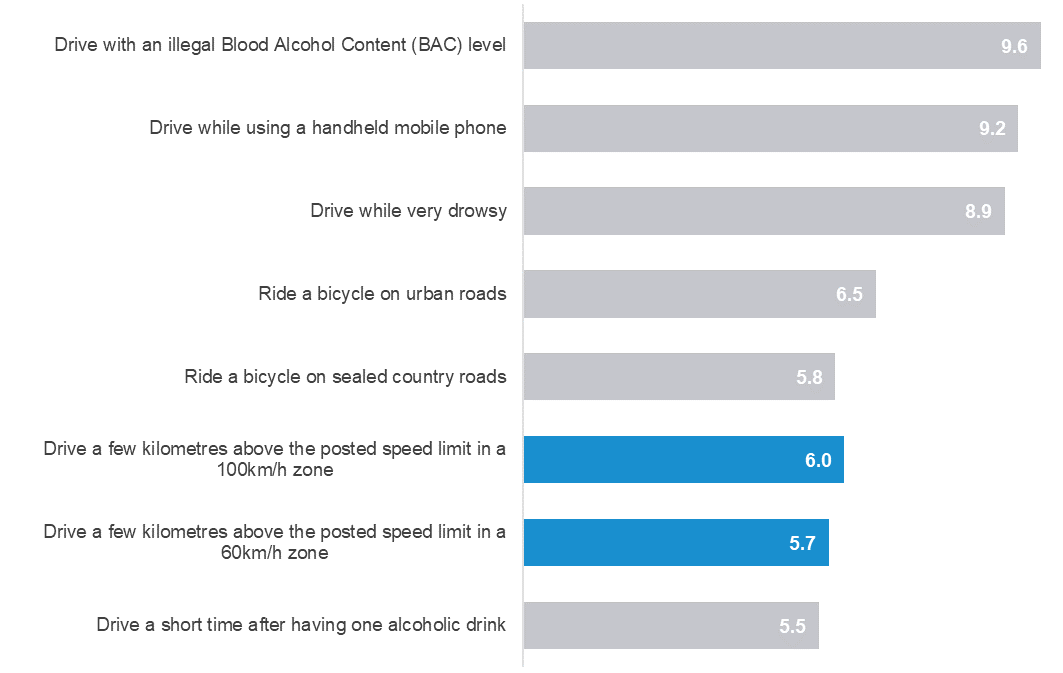 Drive with an illegal Blood Alcohol Content (BAC) level
9.6
Drive while using a handheld mobile phone
9.2
Drive while very drowsy
8.9
Ride a bicycle on urban roads
6.5
Ride a bicycle on sealed country roads
5.8
Drive a few kilometres above the posted speed limit in a
100km/h zone
6.0
Drive a few kilometres above the posted speed limit in a
60km/h zone
5.7
Drive a short time after having one alcoholic drink
5.5